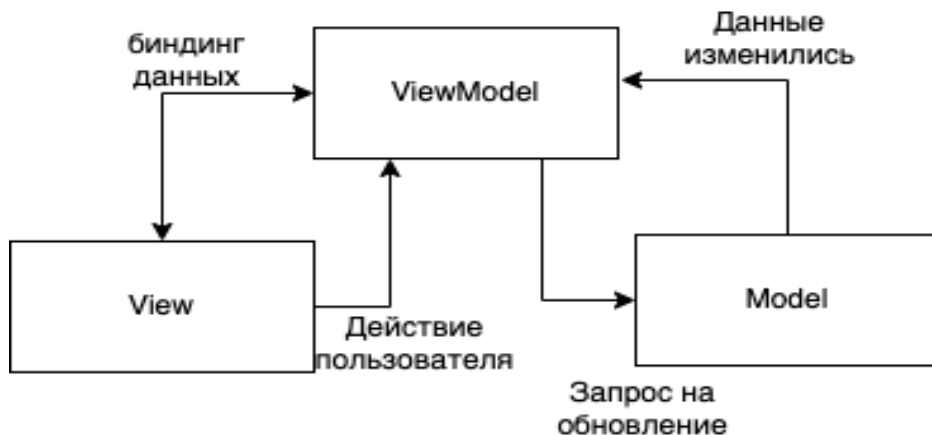 биндинг
данных
ViewModel
Данные
изменились
View
Действие
пользователя
Model
Запрос на
обновление